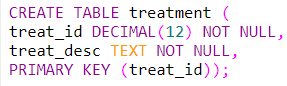 CREATE TABLE treatment (
treat_id DECIMAL(12) NOT NULL,
treat_desc TEXT NOT NULL,
PRIMARY KEY (treat_id));